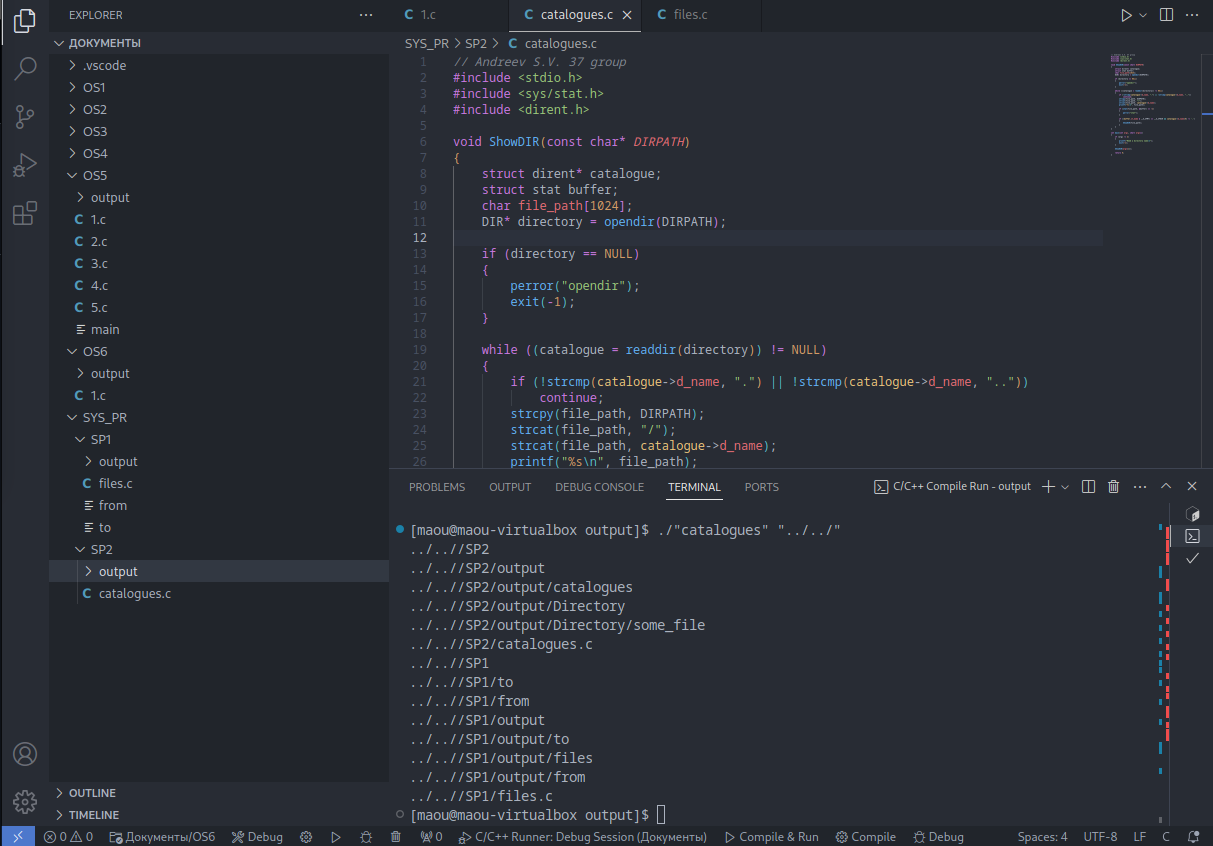 EXPLORER
ДОКУМЕНТЫ
.vscode
OS1
OS2
OS3
OS4
OS5
output
C 1.c
C 2.c
C 3.c
C 4.c
C 5.c
main
OS6
output
C 1.c
SYS_PR
SP1
output
C files.c
from
to
SP2
output
C catalogues.c
OUTLINE
TIMELINE
C 1.c C catalogues.c C files.c
SYS_PR > SP2 > C catalogues.c
1 // Andreev S.V. 37 group
2 #include <stdio.h>
3 #include <sys/stat.h>
4 #include <dirent.h>
5
6 void ShowDIR(const char* DIRPATH)
7 {
8 struct dirent* catalogue;
9 struct stat buffer;
10 char file_path[1024];
11 DIR* directory = opendir(DIRPATH);
12
13 if (directory == NULL)
14 {
15 perror("opendir");
16 exit(-1);
17 }
18
19 while ((catalogue = readdir(directory)) != NULL)
20 {
21 if (!strcmp(catalogue->d_name, ".") || !strcmp(catalogue->d_name, ".."))
22 continue;
23 strcpy(file_path, DIRPATH);
24 strcat(file_path, "/");
25 strcat(file_path, catalogue->d_name);
26 printf("%s\n", file_path);
PROBLEMS OUTPUT DEBUG CONSOLE TERMINAL PORTS C/C++ Compile Run - output
[maou@maou-virtualbox output]$ ./"catalogues" "../../"
../..//SP2
../..//SP2/output
../..//SP2/output/catalogues
../..//SP2/output/Directory
../..//SP2/output/Directory/some_file
../..//SP2/catalogues.c
../..//SP1
../..//SP1/to
../..//SP1/from
../..//SP1/output
../..//SP1/output/to
../..//SP1/output/files
../..//SP1/output/from
../..//SP1/files.c
[maou@maou-virtualbox output]$
0 0 Документы/OS6 Debug 0 C/C++ Runner: Debug Session (Документы) Compile & Run Compile Debug Spaces: 4 UTF-8 LF C